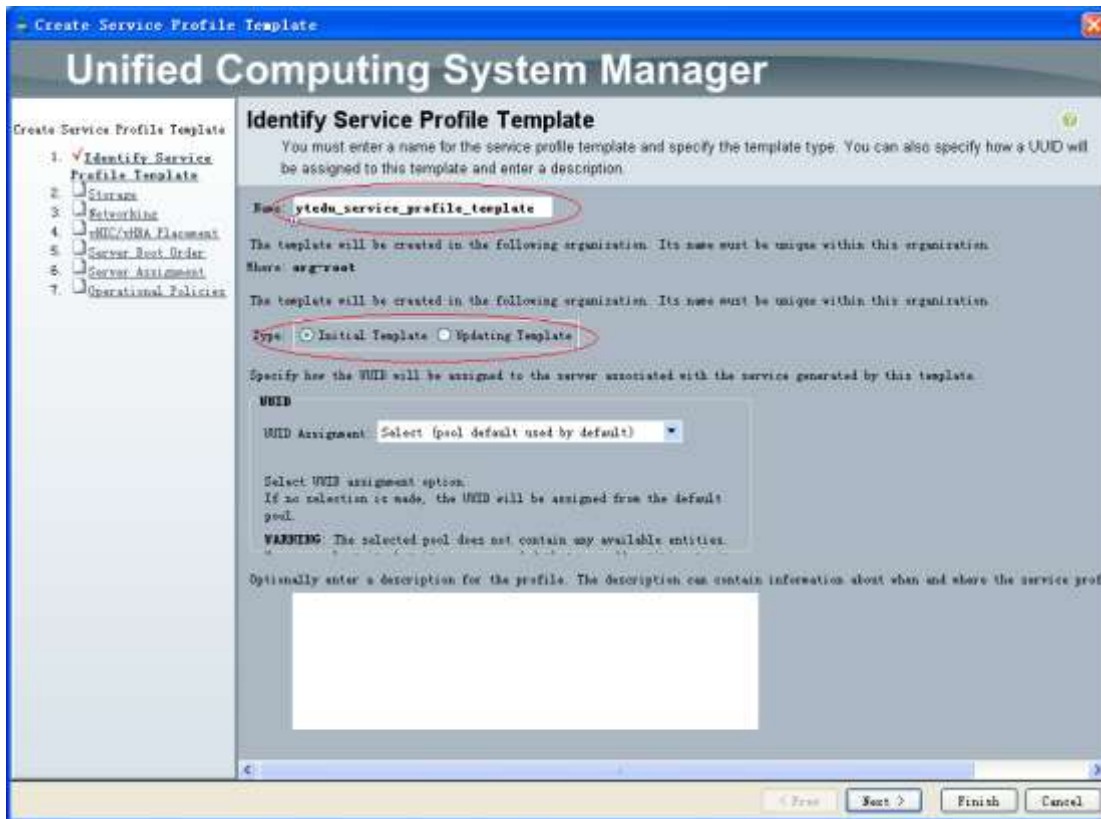 Create Service Profile Template
Unified Computing System Manager
Create Service Profile Template
1. Identify Service
Profile Template
2. Storage
3. Networking
4. vNIC/vHBA Placement
5. Server Boot Order
6. Server Assignment
7. Operational Policies
Identify Service Profile Template
You must enter a name for the service profile template and specify the template type. You can also specify how a UUID will
be assigned to this template and enter a description.
Name: ytedu_service_profile_template
The template will be created in the following organization. Its name must be unique within this organization.
Where: org-root
The template will be created in the following organization. Its name must be unique within this organization.
Type: Initial Template Updating Template
Specify how the UUID will be assigned to the server associated with the service generated by this template.
UUID
UUID Assignment: Select (pool default used by default)
Select UUID assignment option.
If no selection is made, the UUID will be assigned from the default
pool.
WARNING: The selected pool does not contain any available entities.
Optionally enter a description for the profile. The description can contain information about when and where the service prof
< Prev Next > Finish Cancel